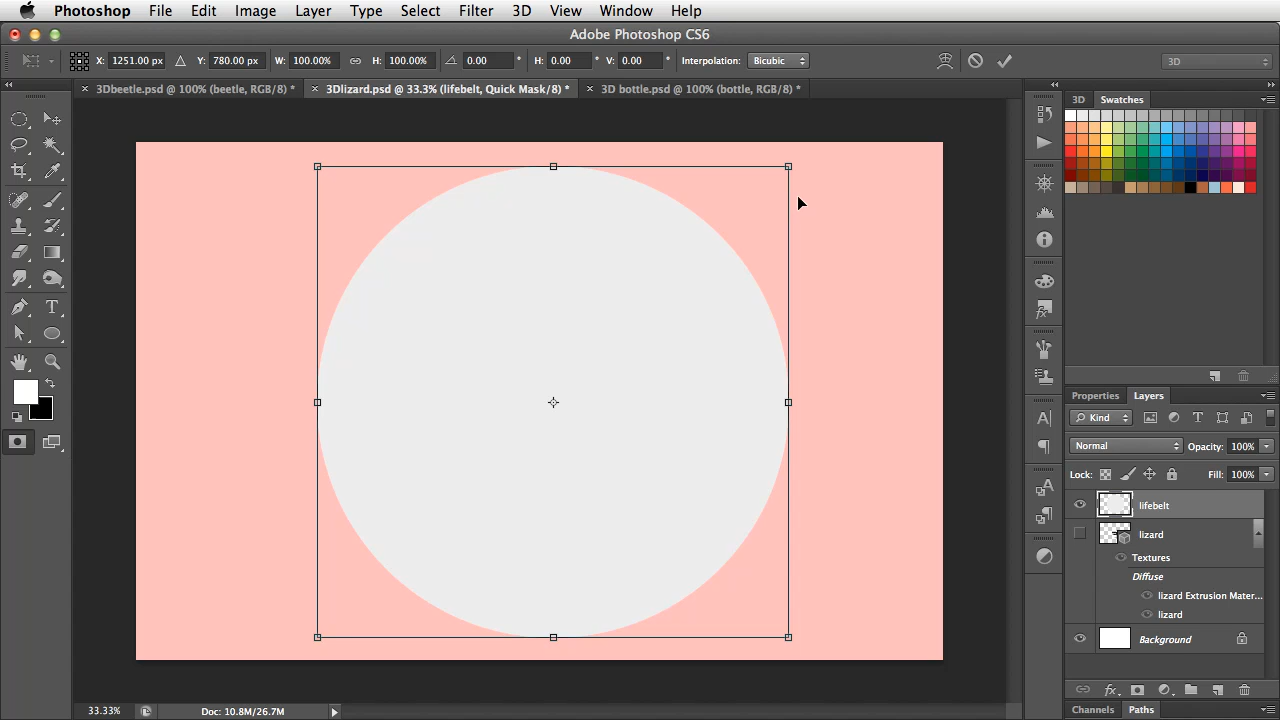 Photoshop File Edit Image Layer Type Select Filter 3D View Window Help
Adobe Photoshop CS6
X: 1251.00 px Y: 780.00 px W: 100.00% H: 100.00% 0.00 ° H: 0.00 ° V: 0.00 ° Interpolation: Bicubic 3D
3Dbeetle.psd @ 100% (beetle, RGB/8) * 3Dlizard.psd @ 33.3% (lifebelt, Quick Mask/8) * 3D bottle.psd @ 100% (bottle, RGB/8) *
3D Swatches
Properties Layers
Kind
Normal Opacity: 100%
Lock: Fill: 100%
lifebelt
lizard
Textures
Diffuse
lizard Extrusion Mater...
lizard
Background
33.33% Doc: 10.8M/26.7M
Channels Paths